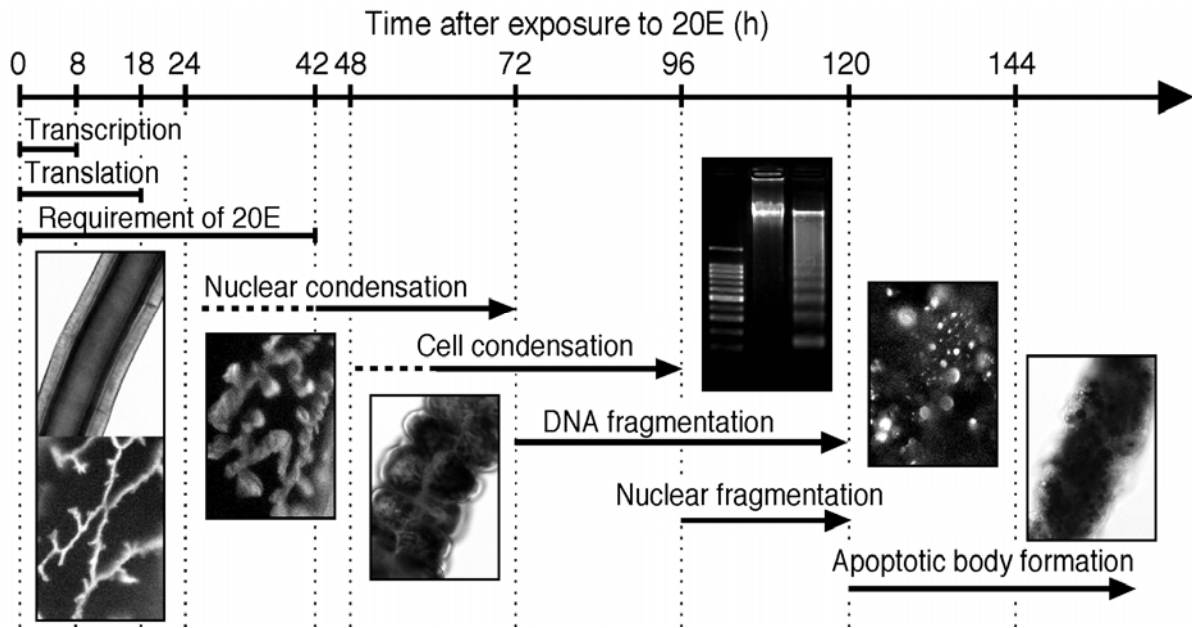 Time after exposure to 20E (h)
0 8 18 24 42 48 72 96 120 144
Transcription
Translation
Requirement of 20E
Nuclear condensation
Cell condensation
DNA fragmentation
Nuclear fragmentation
Apoptotic body formation